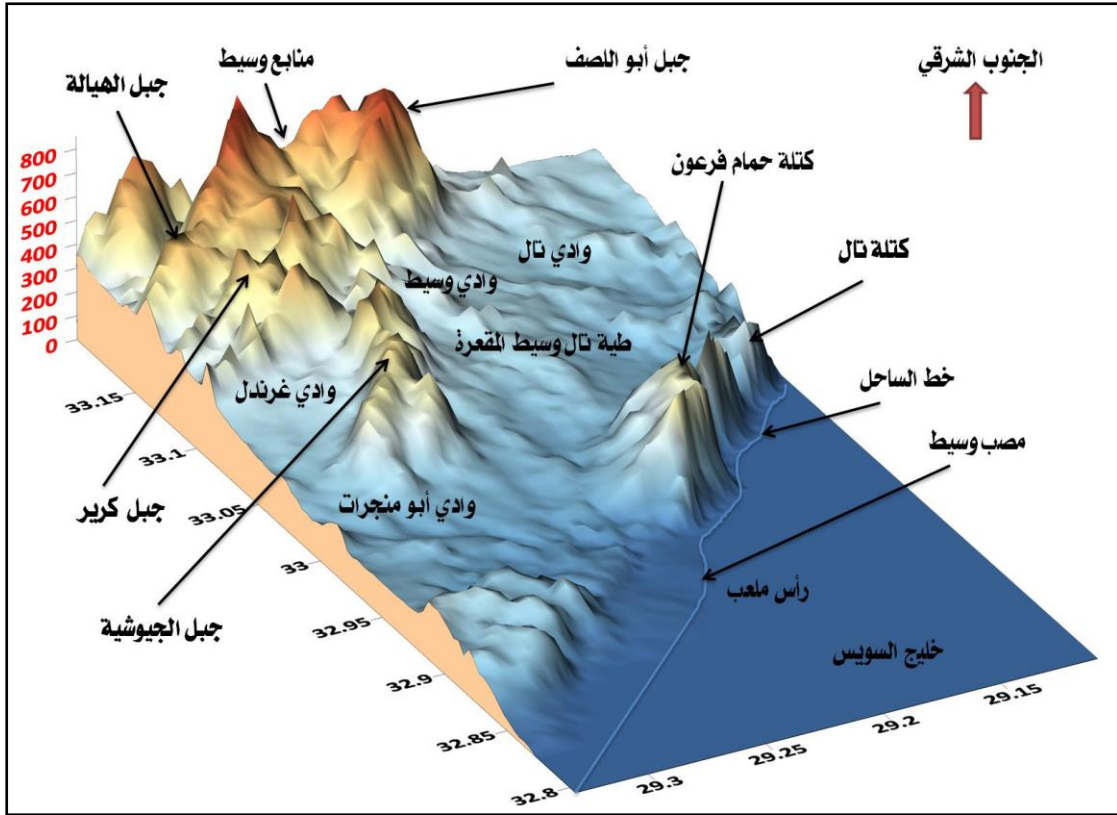 الجنوب الشرقي
جبل أبو اللصف
منابع وسيط
جبل الهيالة
كتلة حمام فرعون
كتلة تال
خط الساحل
مصب وسيط
وادي تال
وادي وسيط
طية تال وسيط المقعرة
وادي غرندل
وادي أبو منجرات
جبل كرير
جبل الجيوشية
رأس ملعب
خليج السويس
800
700
600
500
400
300
200
100
0
33.15
33.1
33.05
33
32.95
32.9
32.85
32.8
29.3
29.25
29.2
29.15